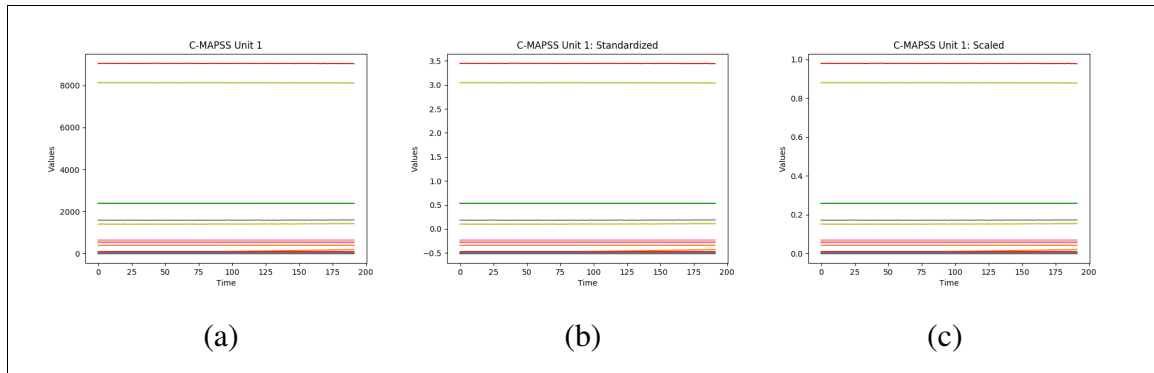 C-MAPSS Unit 1
8000
6000
4000
2000
0
Values
0 25 50 75 100 125 150 175 200
Time
(a)
C-MAPSS Unit 1: Standardized
3.5
3.0
2.5
2.0
1.5
1.0
0.5
0.0
−0.5
Values
0 25 50 75 100 125 150 175 200
Time
(b)
C-MAPSS Unit 1: Scaled
1.0
0.8
0.6
0.4
0.2
0.0
Values
0 25 50 75 100 125 150 175 200
Time
(c)